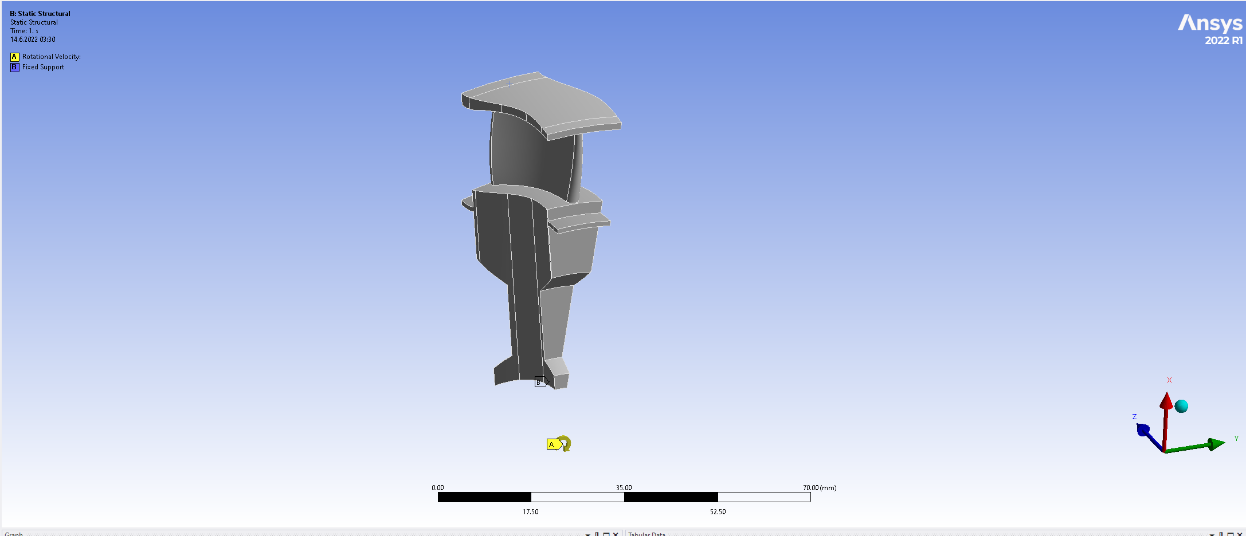 B: Static Structural
Static Structural
Time: 1. s
14.6.2022 03:30
A Rotational Velocity:
B Fixed Support
Ansys
2022 R1
B
A
X
Z
Y
0.00 35.00 70.00 (mm)
17.50 52.50
Graph
Tabular Data